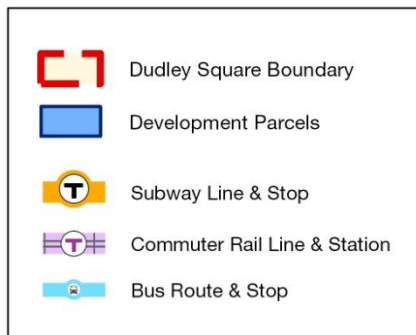 Dudley Square Boundary
Development Parcels
T Subway Line & Stop
T Commuter Rail Line & Station
Bus Route & Stop